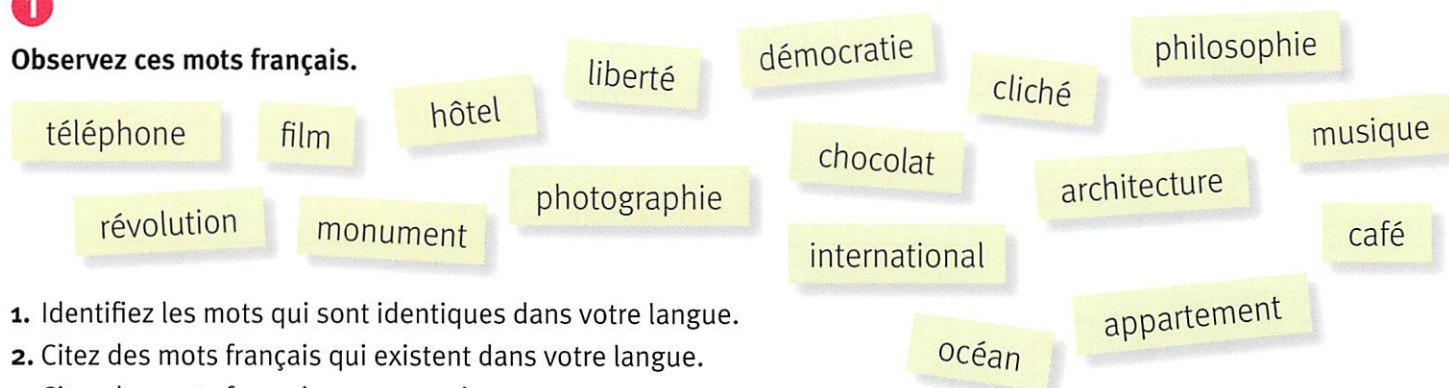 1
Observez ces mots français.
liberté
démocratie
cliché
philosophie
téléphone
film
hôtel
chocolat
architecture
musique
révolution
monument
photographie
international
café
océan
appartement
1. Identifiez les mots qui sont identiques dans votre langue.
2. Citez des mots français qui existent dans votre langue.